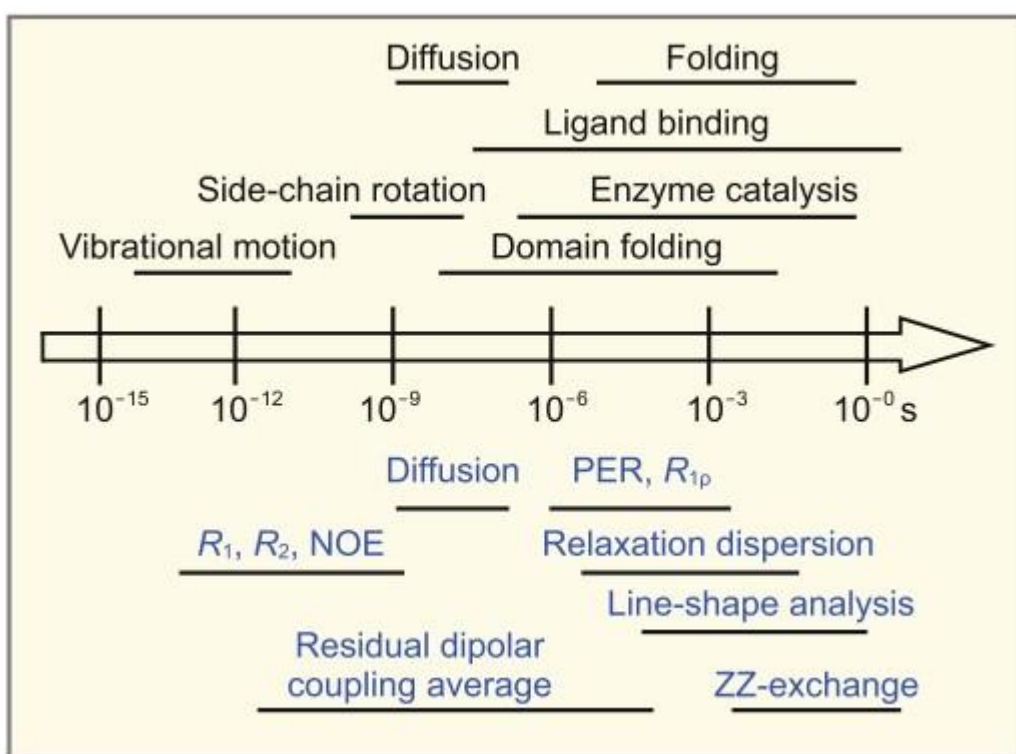 Diffusion Folding
Ligand binding
Side-chain rotation Enzyme catalysis
Vibrational motion Domain folding
10⁻¹⁵ 10⁻¹² 10⁻⁹ 10⁻⁶ 10⁻³ 10⁻⁰ s
Diffusion PER, R₁ᵨ
R₁, R₂, NOE Relaxation dispersion
Line-shape analysis
Residual dipolar
coupling average ZZ-exchange